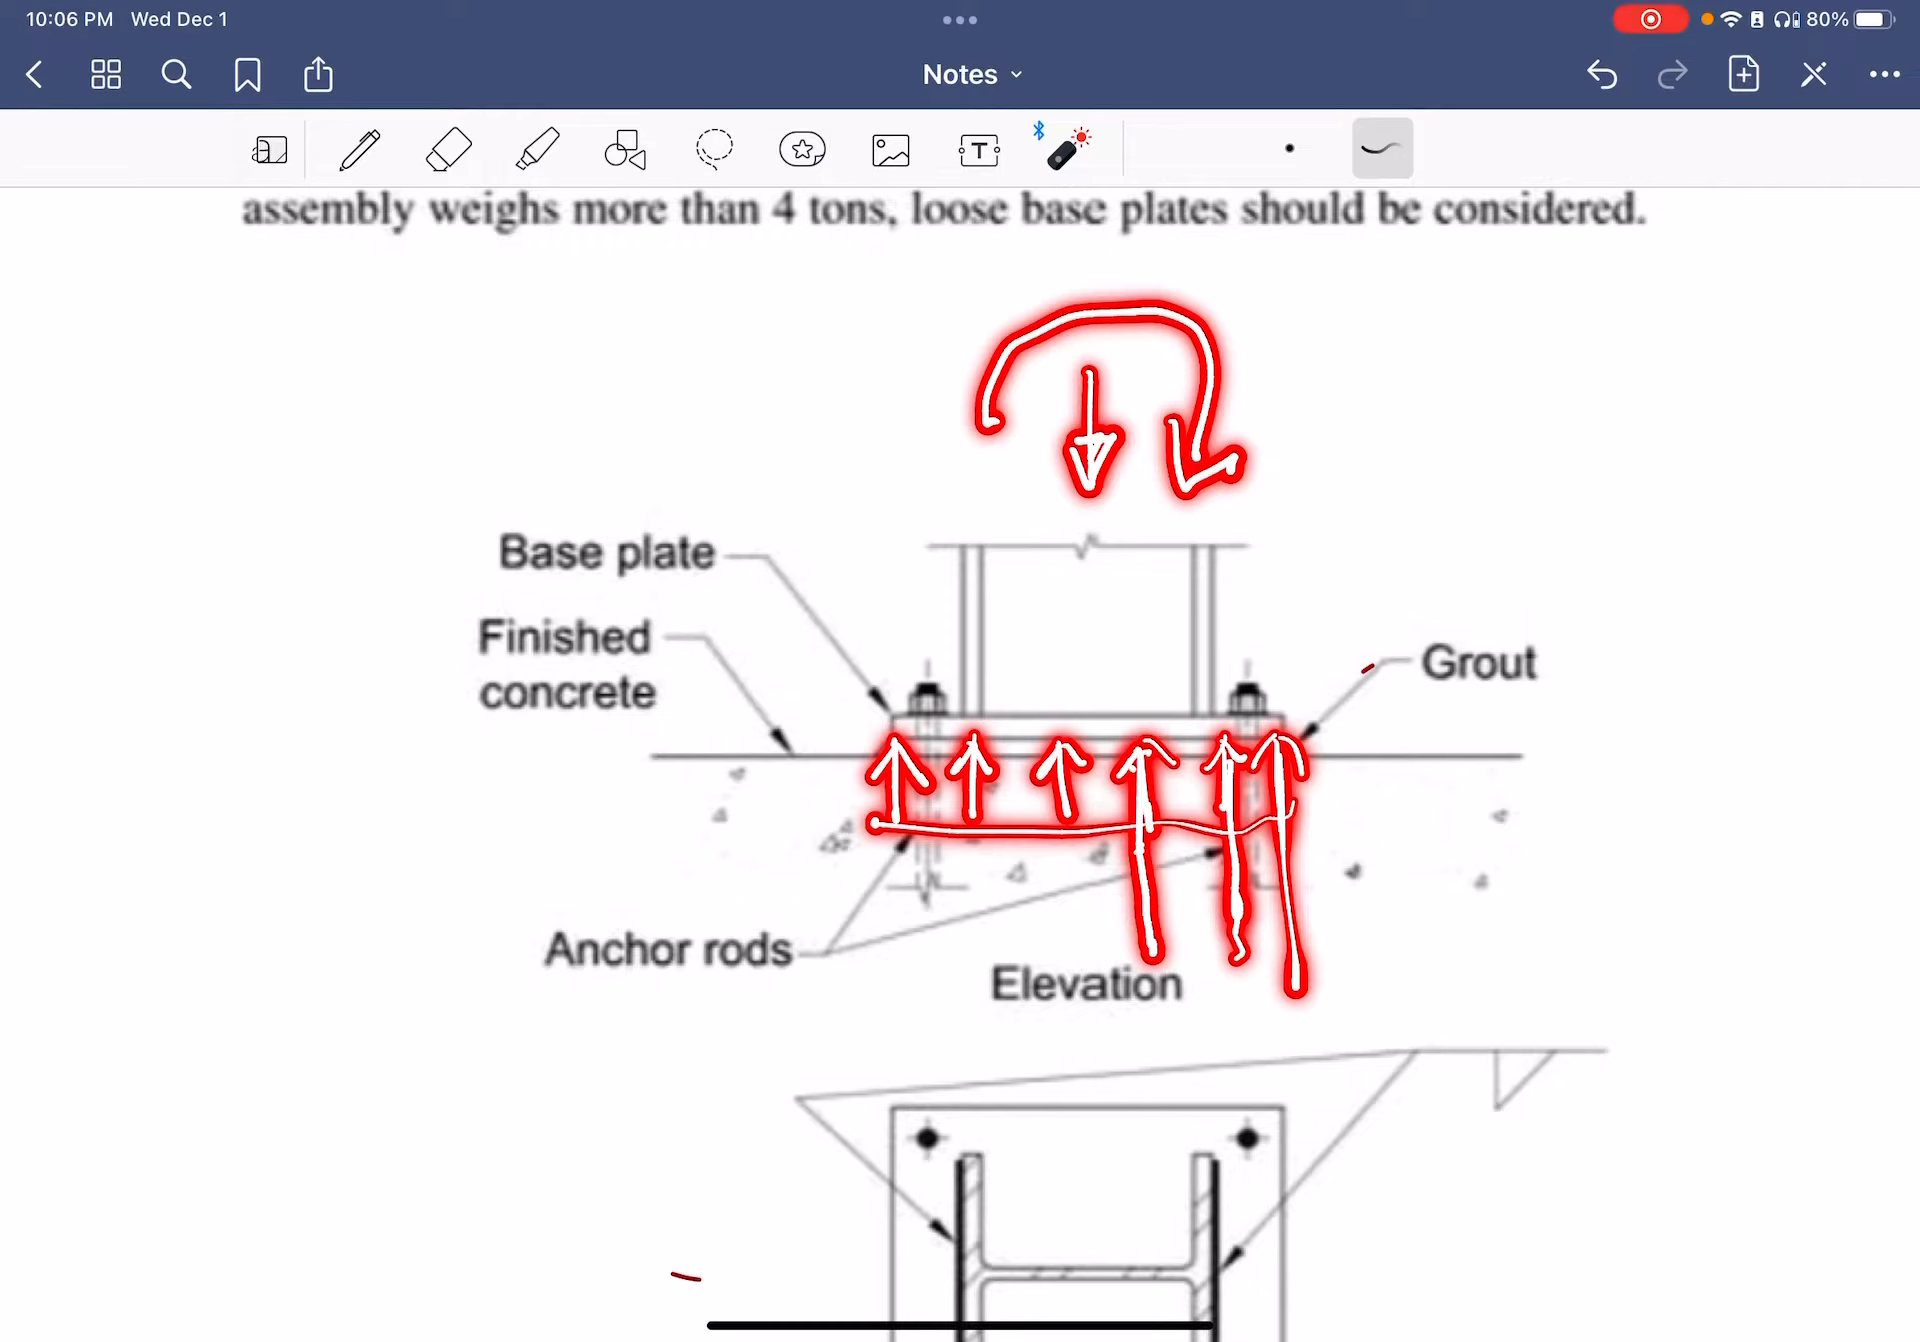 10:06 PM Wed Dec 1
80%
Notes
T
assembly weighs more than 4 tons, loose base plates should be considered.
Base plate
Finished
concrete
Grout
Anchor rods
Elevation